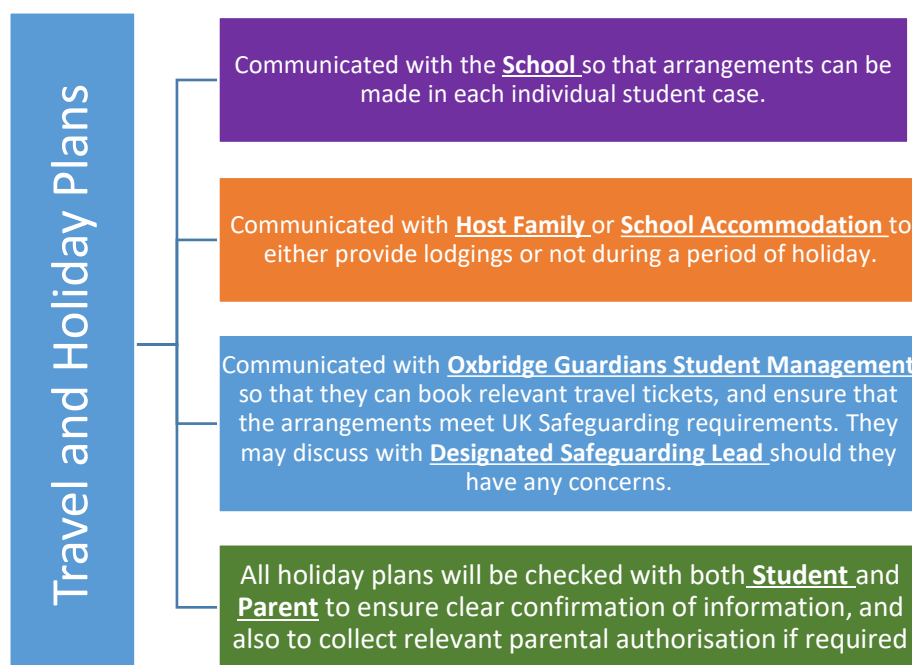 Travel and Holiday Plans
Communicated with the School so that arrangements can be
made in each individual student case.
Communicated with Host Family or School Accommodation to
either provide lodgings or not during a period of holiday.
Communicated with Oxbridge Guardians Student Management
so that they can book relevant travel tickets, and ensure that
the arrangements meet UK Safeguarding requirements. They
may discuss with Designated Safeguarding Lead should they
have any concerns.
All holiday plans will be checked with both Student and
Parent to ensure clear confirmation of information, and
also to collect relevant parental authorisation if required